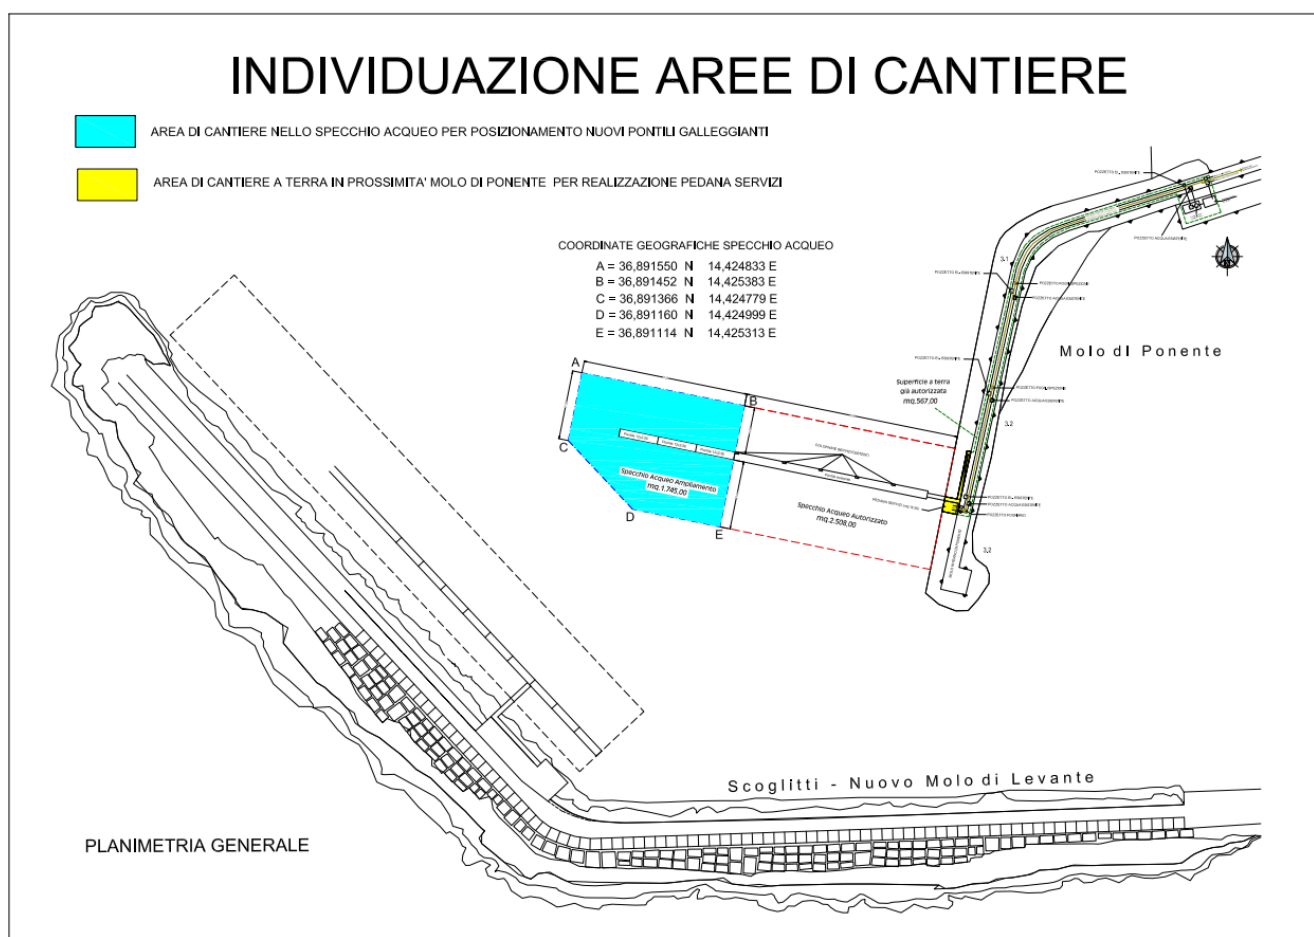 INDIVIDUAZIONE AREE DI CANTIERE
AREA DI CANTIERE NELLO SPECCHIO ACQUEO PER POSIZIONAMENTO NUOVI PONTILI GALLEGGIANTI
AREA DI CANTIERE A TERRA IN PROSSIMITA' MOLO DI PONENTE PER REALIZZAZIONE PEDANA SERVIZI
COORDINATE GEOGRAFICHE SPECCHIO ACQUEO
A = 36,891550 N 14,424833 E
B = 36,891452 N 14,425383 E
C = 36,891366 N 14,424779 E
D = 36,891160 N 14,424999 E
E = 36,891114 N 14,425313 E
3.1
Molo di Ponente
A
Superficie a terra
già autorizzata
mq.567,00
B
3.2
C
Specchio Acqueo Ampliamento
mq.1.745,00
D
Specchio Acqueo Autorizzato
mq.2.508,00
E
3,2
Scoglitti - Nuovo Molo di Levante
PLANIMETRIA GENERALE